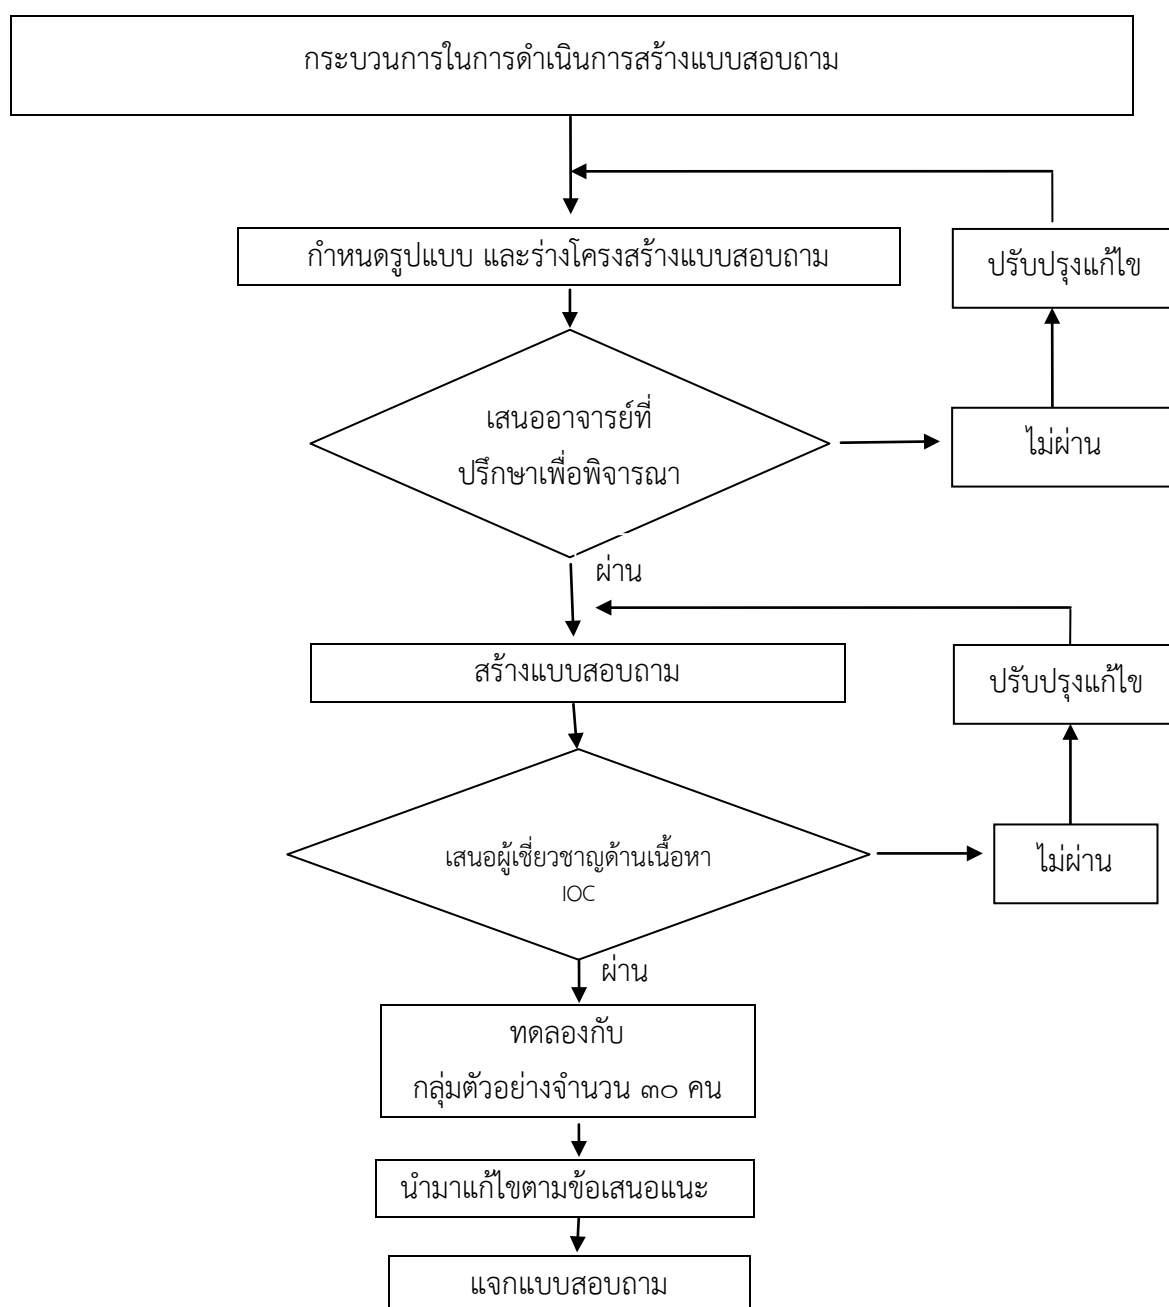 กระบวนการในการดำเนินการสร้างแบบสอบถาม
กำหนดรูปแบบ และร่างโครงสร้างแบบสอบถาม
ปรับปรุงแก้ไข
เสนออาจารย์ที่
ปรึกษาเพื่อพิจารณา
ไม่ผ่าน
ผ่าน
สร้างแบบสอบถาม
ปรับปรุงแก้ไข
เสนอผู้เชี่ยวชาญด้านเนื้อหา
IOC
ไม่ผ่าน
ผ่าน
ทดลองกับ
กลุ่มตัวอย่างจำนวน ๓๐ คน
นำมาแก้ไขตามข้อเสนอแนะ
แจกแบบสอบถาม